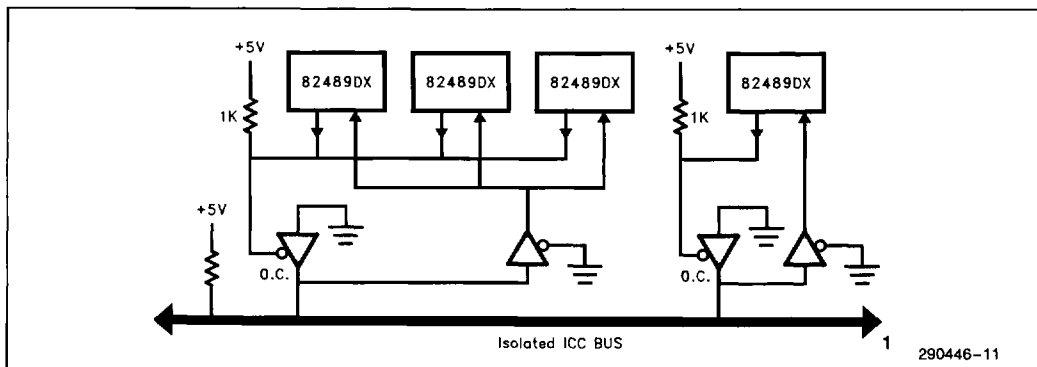 +5V
82489DX
82489DX
82489DX
+5V
82489DX
1K
1K
+5V
O.C.
O.C.
Isolated ICC BUS
1
290446-11